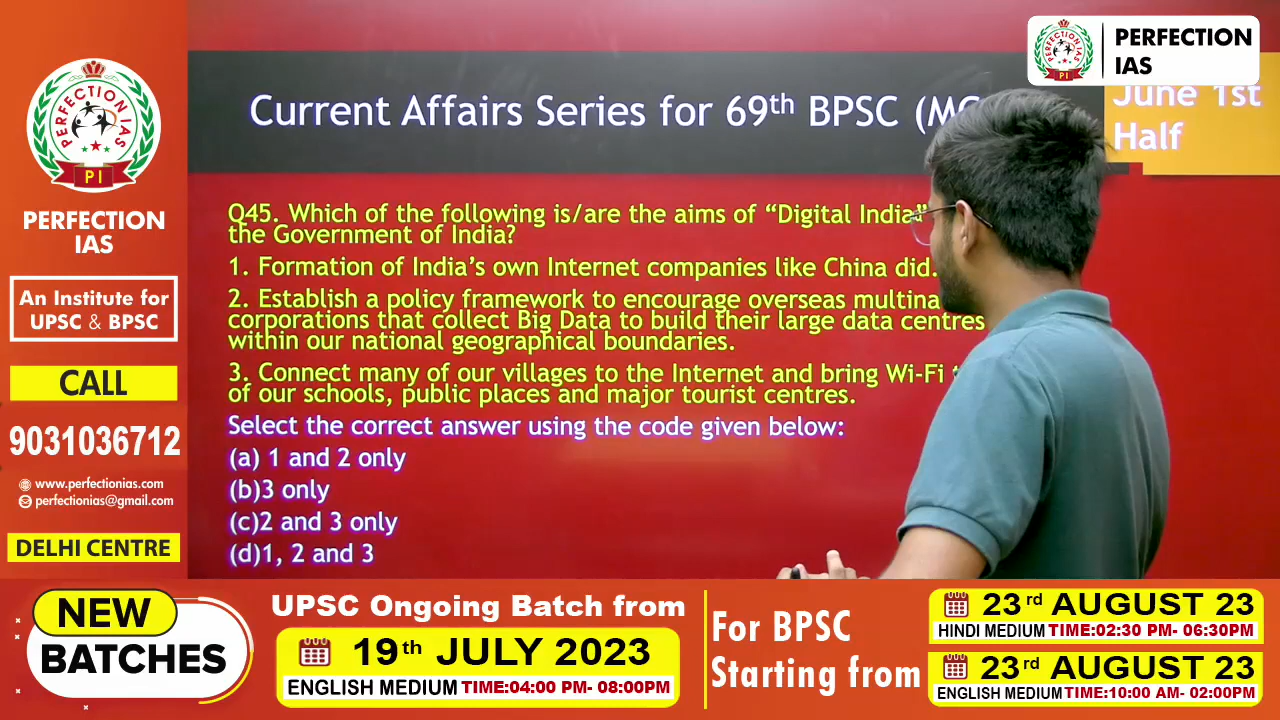 PERFECTION IAS
PI
PERFECTION
IAS
An Institute for
UPSC & BPSC
CALL
9031036712
www.perfectionias.com
perfectionias@gmail.com
DELHI CENTRE
PERFECTION IAS
PERFECTION
IAS
June 1st
Half
Current Affairs Series for 69th BPSC
Q45. Which of the following is/are the aims of “Digital India”
the Government of India?
1. Formation of India’s own Internet companies like China did.
2. Establish a policy framework to encourage overseas
corporations that collect Big Data to build their large data centres
within our national geographical boundaries.
3. Connect many of our villages to the Internet and bring Wi-Fi
of our schools, public places and major tourist centres.
Select the correct answer using the code given below:
(a) 1 and 2 only
(b)3 only
(c)2 and 3 only
(d)1, 2 and 3
NEW
BATCHES
UPSC Ongoing Batch from
19th JULY 2023
ENGLISH MEDIUM TIME:04:00 PM- 08:00PM
For BPSC
Starting from
23rd AUGUST 23
HINDI MEDIUM TIME:02:30 PM- 06:30PM
23rd AUGUST 23
ENGLISH MEDIUM TIME:10:00 AM- 02:00PM